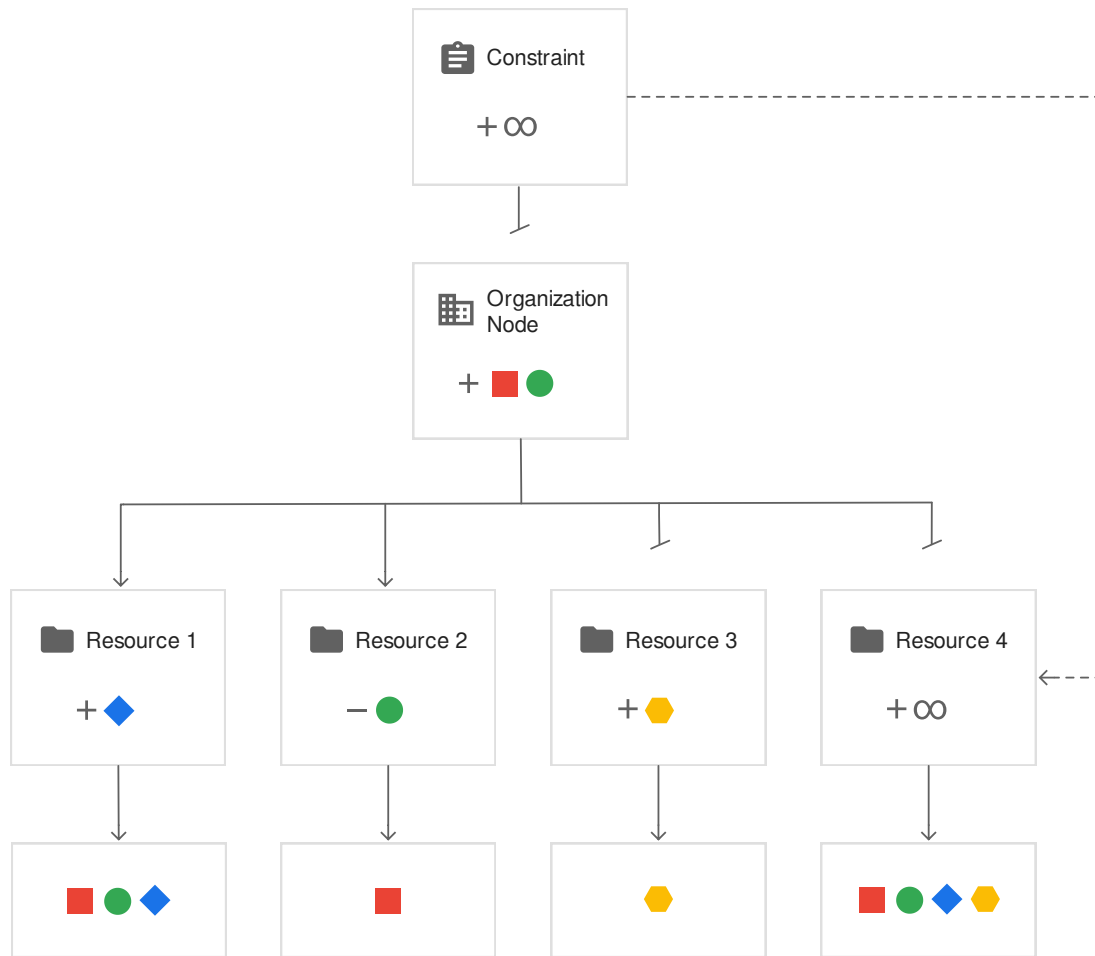 Constraint
+∞
Organization
Node
+
Resource 1
Resource 2
Resource 3
Resource 4
+
−
+
+∞